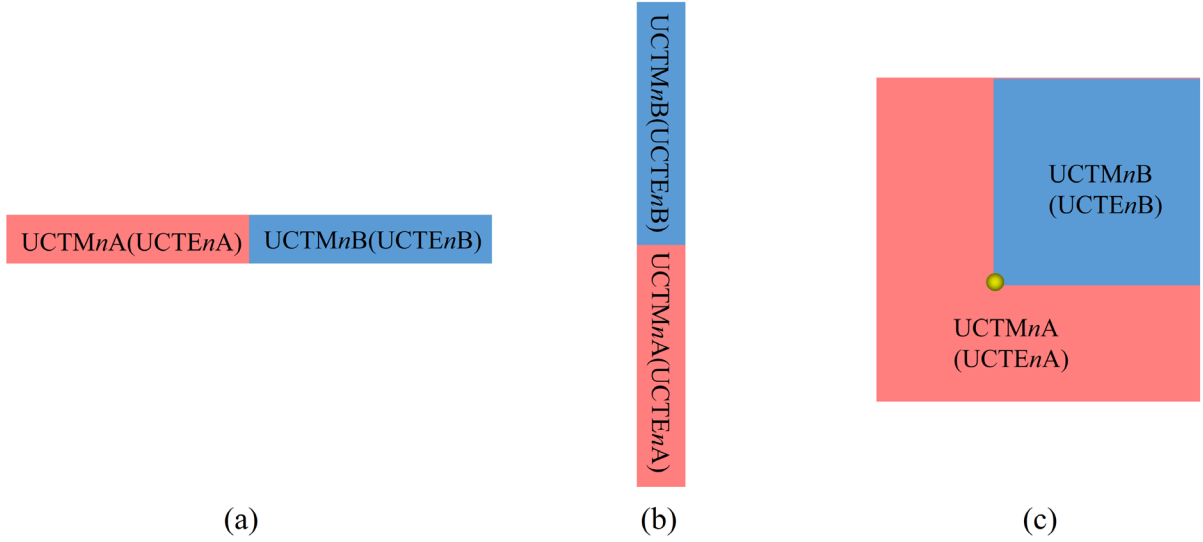 UCTMnA(UCTEnA) UCTMnB(UCTEnB)
(a)
UCTMnB(UCTEnB) UCTMnA(UCTEnA)
(b)
UCTMnB
(UCTEnB)
UCTMnA
(UCTEnA)
(c)